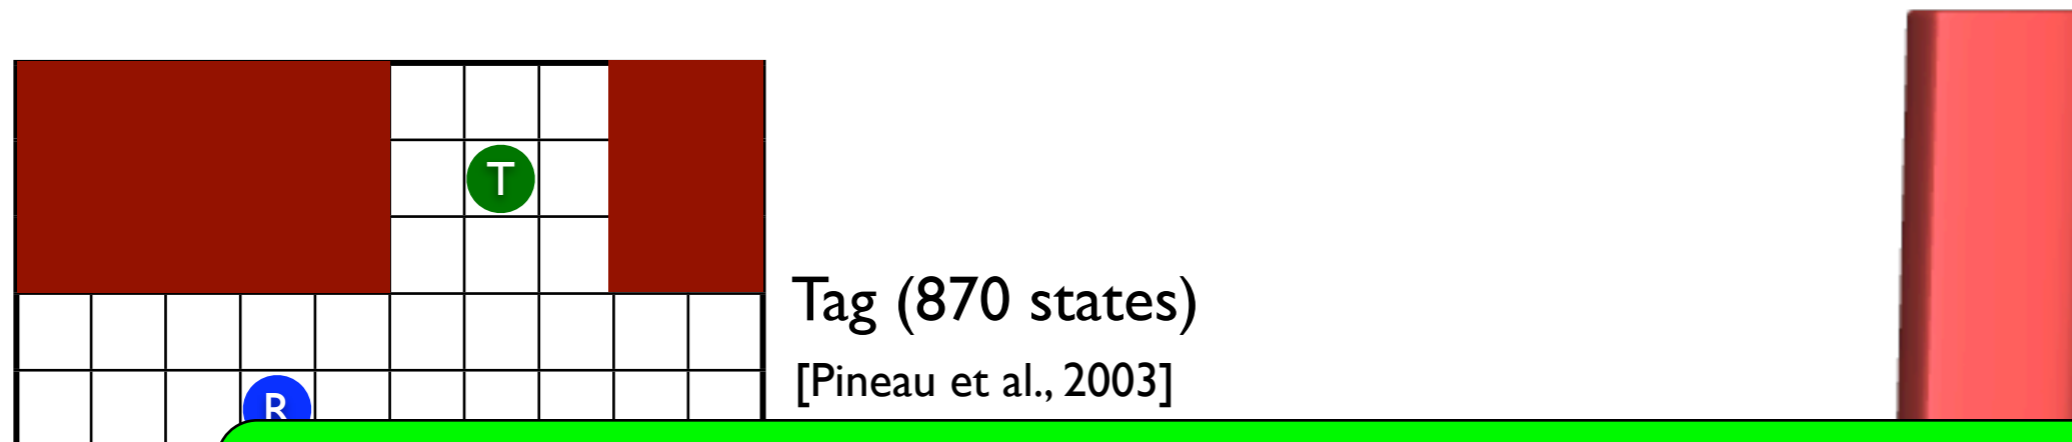 T
Tag (870 states)
[Pineau et al., 2003]
R